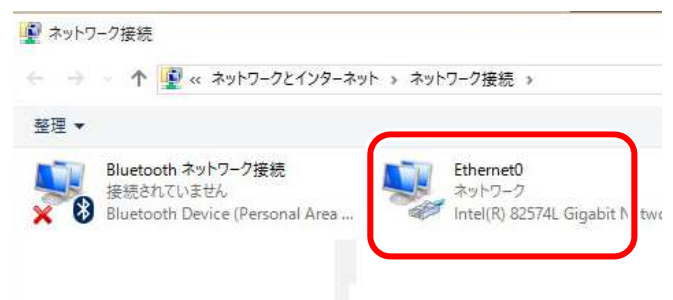 ネットワーク接続
« ネットワークとインターネット › ネットワーク接続 ›
整理 ▼
Bluetooth ネットワーク接続
接続されていません
Bluetooth Device (Personal Area ...
Ethernet0
ネットワーク
Intel(R) 82574L Gigabit